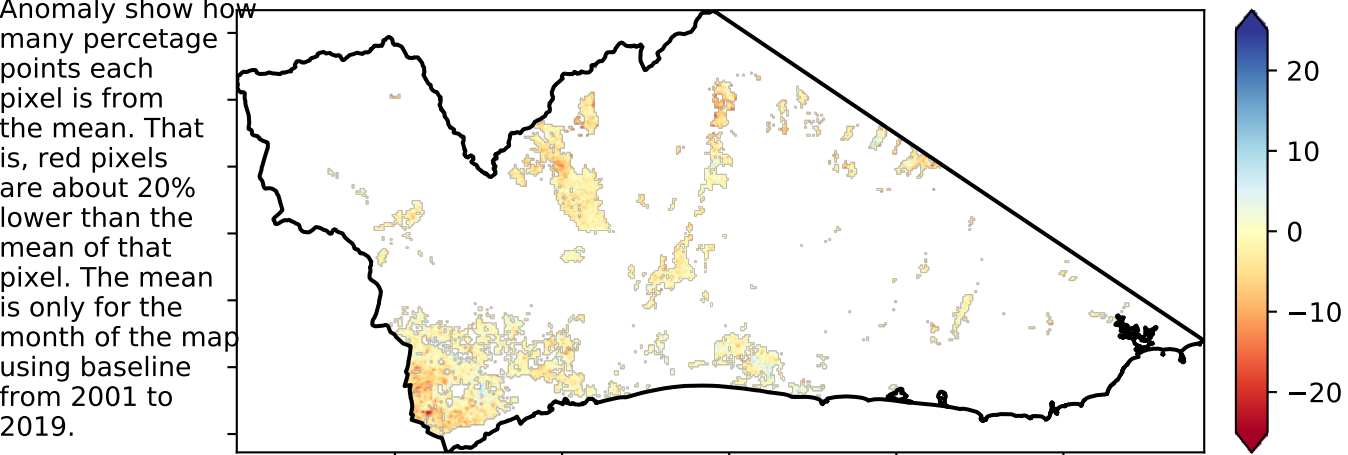 Anomaly show how
many percetage
points each
pixel is from
the mean. That
is, red pixels
are about 20%
lower than the
mean of that
pixel. The mean
is only for the
month of the map
using baseline
from 2001 to
2019.
20
10
0
−10
−20